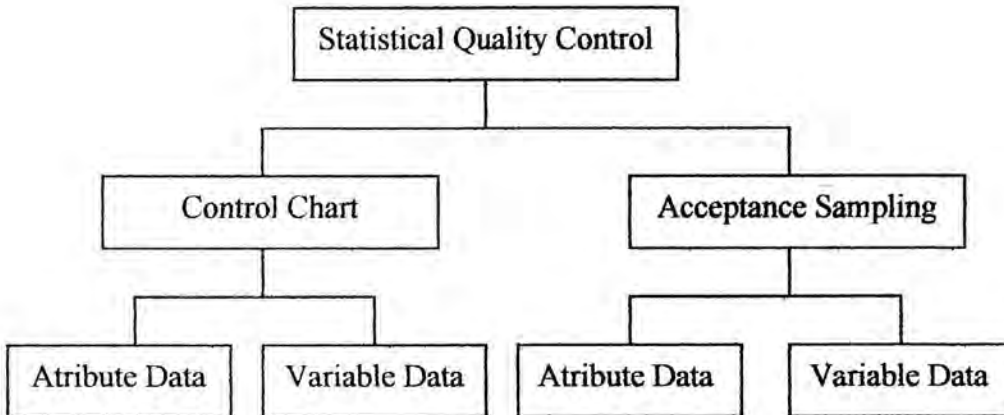 Statistical Quality Control
Control Chart
Acceptance Sampling
Atribute Data
Variable Data
Atribute Data
Variable Data